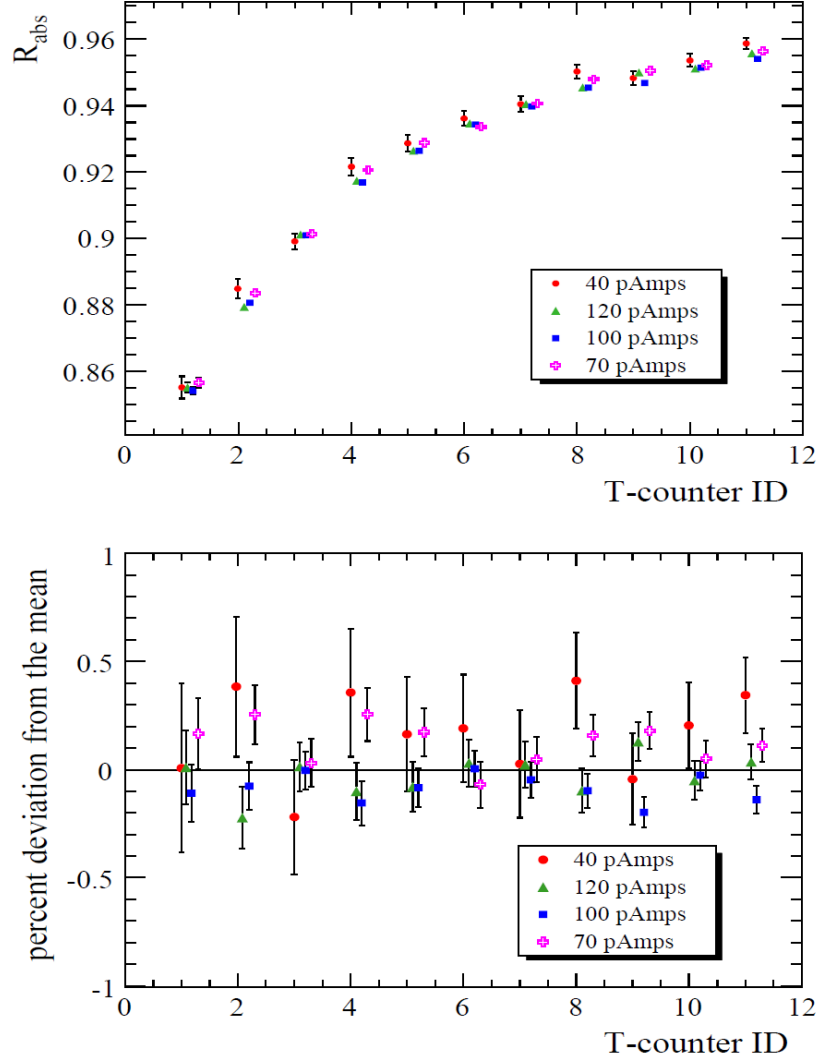 R_abs
0.96
0.94
0.92
0.9
0.88
0.86
40 pAmps
120 pAmps
100 pAmps
70 pAmps
0 2 4 6 8 10 12
T-counter ID
percent deviation from the mean
1
0.5
0
-0.5
-1
40 pAmps
120 pAmps
100 pAmps
70 pAmps
0 2 4 6 8 10 12
T-counter ID